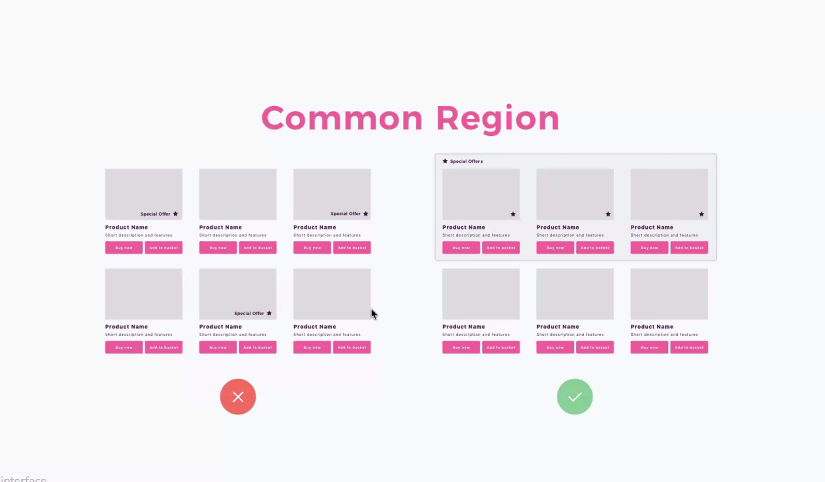 Common Region
Special Offer
Special Offer
Product Name
Product Name
Product Name
Short description and features
Short description and features
Short description and features
Buy now
Add to basket
Buy now
Add to basket
Buy now
Add to basket
Special Offer
Product Name
Product Name
Product Name
Short description and features
Short description and features
Short description and features
Buy now
Add to basket
Buy now
Add to basket
Buy now
Add to basket
Special Offers
Product Name
Product Name
Product Name
Short description and features
Short description and features
Short description and features
Buy now
Add to basket
Buy now
Add to basket
Buy now
Add to basket
Product Name
Product Name
Product Name
Short description and features
Short description and features
Short description and features
Buy now
Add to basket
Buy now
Add to basket
Buy now
Add to basket
interface